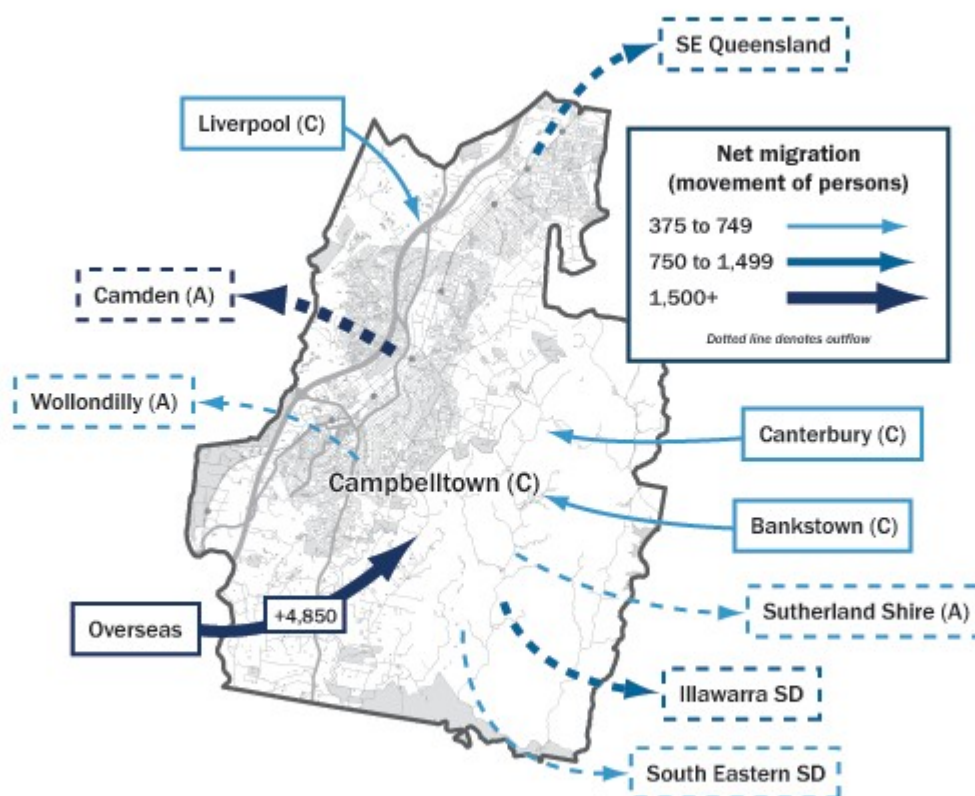 SE Queensland
Liverpool (C)
Net migration
(movement of persons)
375 to 749
750 to 1,499
1,500+
Dotted line denotes outflow
Camden (A)
Wollondilly (A)
Canterbury (C)
Campbelltown (C)
Bankstown (C)
Overseas
+4,850
Sutherland Shire (A)
Illawarra SD
South Eastern SD